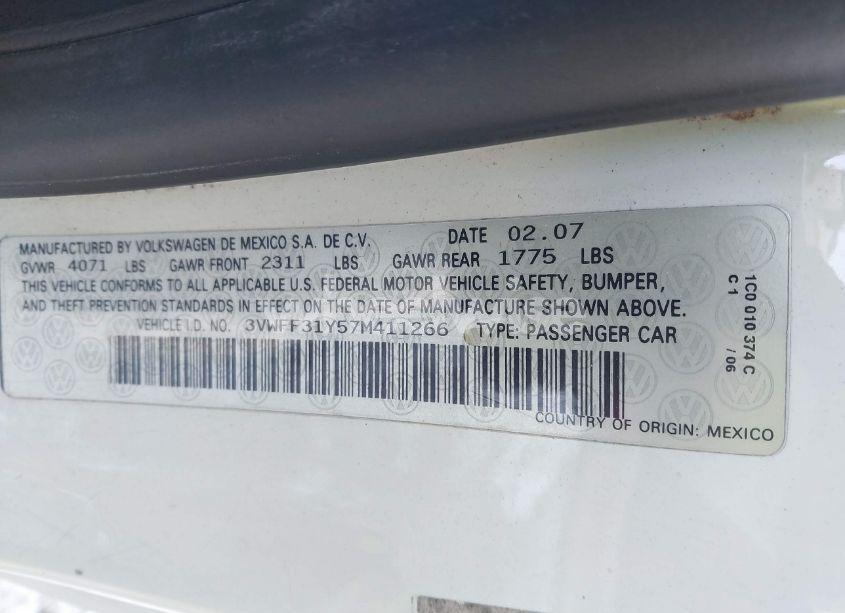 MANUFACTURED BY VOLKSWAGEN DE MEXICO S.A. DE C.V. DATE 02.07
GVWR 4071 LBS GAWR FRONT 2311 LBS GAWR REAR 1775 LBS
THIS VEHICLE CONFORMS TO ALL APPLICABLE U.S. FEDERAL MOTOR VEHICLE SAFETY, BUMPER,
AND THEFT PREVENTION STANDARDS IN EFFECT ON THE DATE OF MANUFACTURE SHOWN ABOVE.
VEHICLE I.D. NO. 3VWFF31Y57M411266 TYPE: PASSENGER CAR
COUNTRY OF ORIGIN: MEXICO
1C0 010 374 C
C 1 / 06